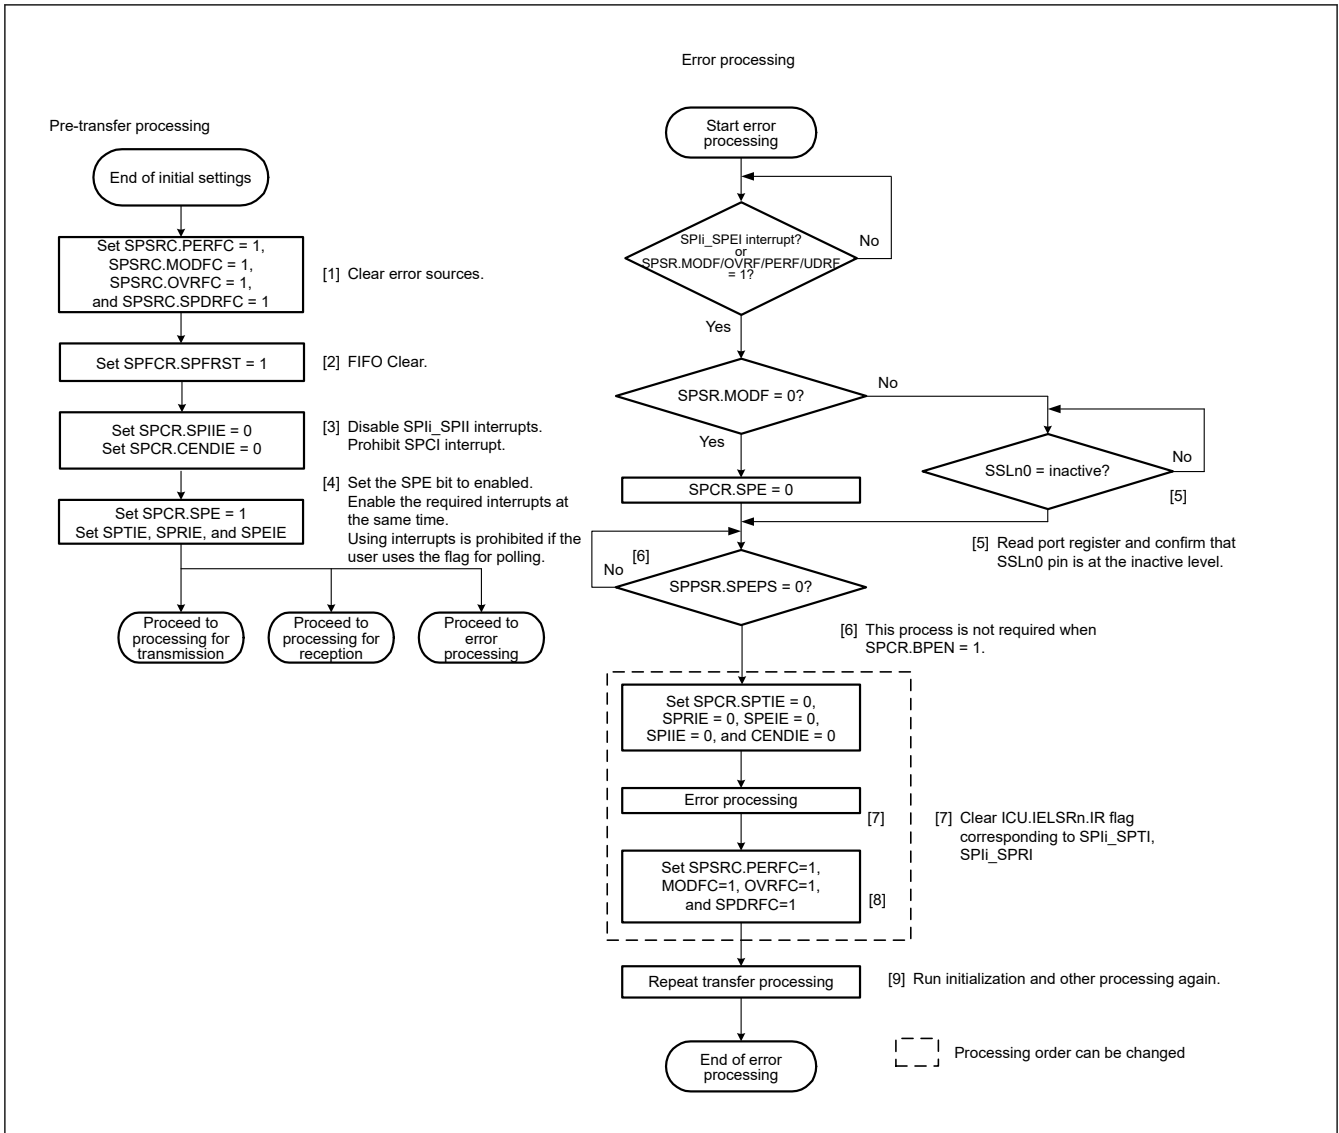 Error processing
Pre-transfer processing
End of initial settings
Set SPSRC.PERFC = 1,
SPSRC.MODFC = 1,
SPSRC.OVRFC = 1,
and SPSRC.SPDRFC = 1
[1] Clear error sources.
Set SPFCR.SPFRST = 1
[2] FIFO Clear.
Set SPCR.SPIIE = 0
Set SPCR.CENDIE = 0
[3] Disable SPIi_SPII interrupts.
Prohibit SPCI interrupt.
Set SPCR.SPE = 1
Set SPTIE, SPRIE, and SPEIE
[4] Set the SPE bit to enabled.
Enable the required interrupts at
the same time.
Using interrupts is prohibited if the
user uses the flag for polling.
Proceed to
processing for
transmission
Proceed to
processing for
reception
Proceed to
error
processing
Start error
processing
SPIi_SPEI interrupt?
or
SPSR.MODF/OVRF/PERF/UDRF
= 1?
No
Yes
SPSR.MODF = 0?
No
Yes
SSLn0 = inactive?
No
[5]
SPCR.SPE = 0
[5] Read port register and confirm that
SSLn0 pin is at the inactive level.
[6]
No
SPPSR.SPEPS = 0?
[6] This process is not required when
SPCR.BPEN = 1.
Set SPCR.SPTIE = 0,
SPRIE = 0, SPEIE = 0,
SPIIE = 0, and CENDIE = 0
Error processing
[7]
[7] Clear ICU.IELSRn.IR flag
corresponding to SPIi_SPTI,
SPIi_SPRI
Set SPSRC.PERFC=1,
MODFC=1, OVRFC=1,
and SPDRFC=1
[8]
Repeat transfer processing
[9] Run initialization and other processing again.
End of error
processing
Processing order can be changed